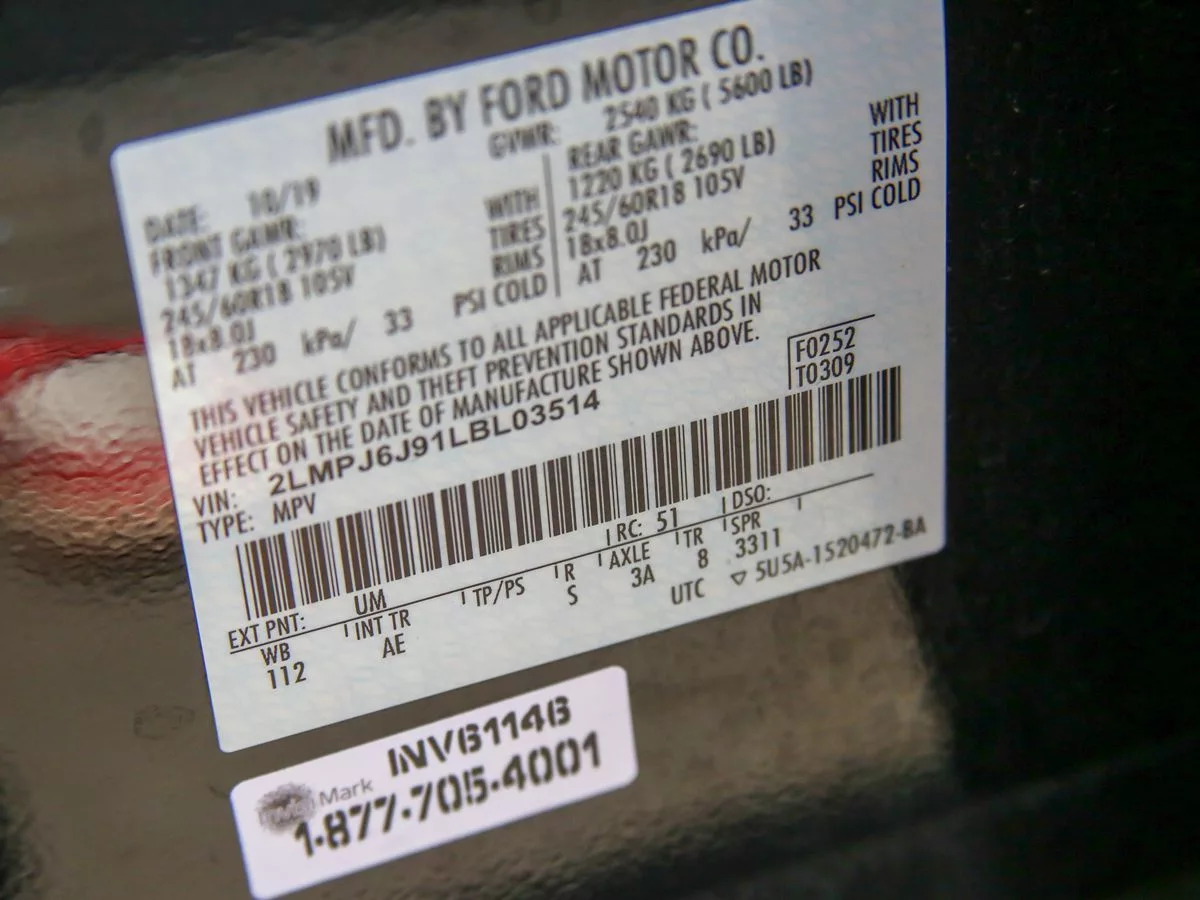 MFD. BY FORD MOTOR CO.
DATE: 10/19
GVWR: 2540 KG ( 5600 LB)
FRONT GAWR:
1347 KG ( 2970 LB)
245/60R18 105V
18x8.0J
AT 230 kPa/ 33 PSI COLD
WITH
TIRES
RIMS
REAR GAWR:
1220 KG ( 2690 LB)
245/60R18 105V
18x8.0J
AT 230 kPa/ 33 PSI COLD
WITH
TIRES
RIMS
THIS VEHICLE CONFORMS TO ALL APPLICABLE FEDERAL MOTOR
VEHICLE SAFETY AND THEFT PREVENTION STANDARDS IN
EFFECT ON THE DATE OF MANUFACTURE SHOWN ABOVE.
VIN: 2LMPJ6J91LBL03514
TYPE: MPV
F0252
T0309
EXT PNT: UM RC: 51 DSO:
WB INT TR TP/PS R AXLE TR SPR
112 AE S 3A 8 3311
UTC ▽ 5U5A-1520472-BA
Mark INV61146
1-877-705-4001